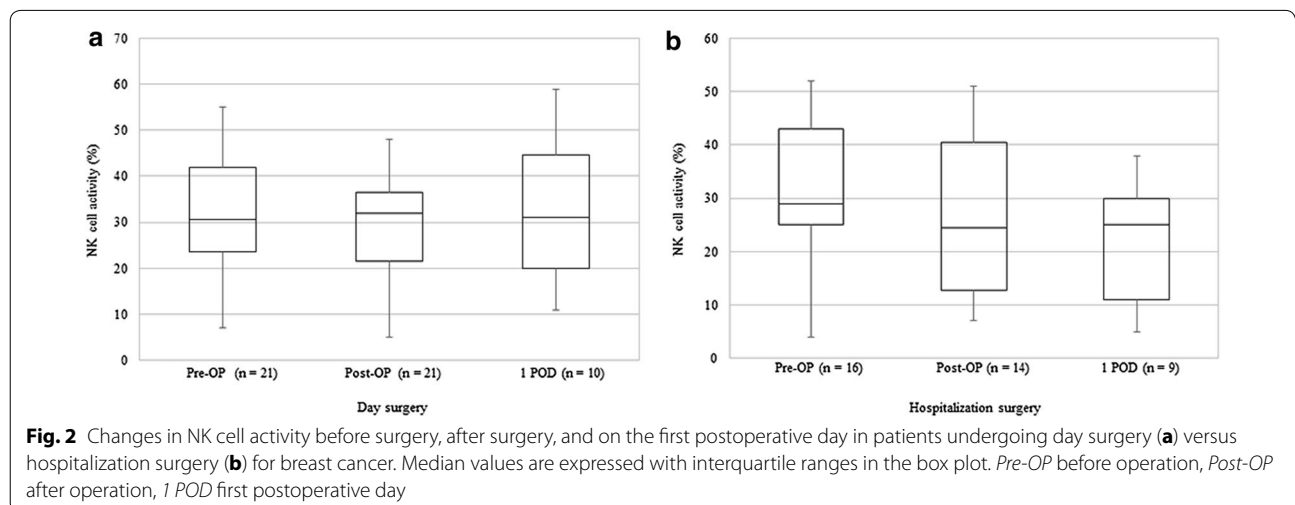 a
70
60
50
40
30
20
10
0
NK cell activity (%)
Pre-OP (n = 21) Post-OP (n = 21) 1 POD (n = 10)
Day surgery
b
60
50
40
30
20
10
0
NK cell activity (%)
Pre-OP (n = 16) Post-OP (n = 14) 1 POD (n = 9)
Hospitalization surgery
Fig. 2 Changes in NK cell activity before surgery, after surgery, and on the first postoperative day in patients undergoing day surgery (a) versus
hospitalization surgery (b) for breast cancer. Median values are expressed with interquartile ranges in the box plot. Pre-OP before operation, Post-OP
after operation, 1 POD first postoperative day